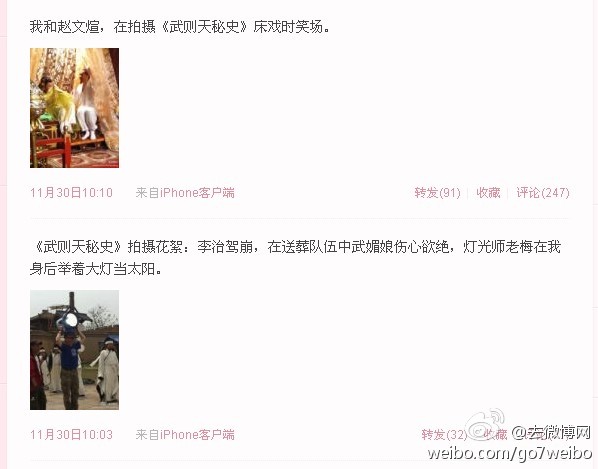 我和赵文煊，在拍摄《武则天秘史》床戏时笑场。
11月30日10:10 来自iPhone客户端 转发(91) 收藏 评论(247)
《武则天秘史》拍摄花絮：李治驾崩，在送葬队伍中武媚娘伤心欲绝，灯光师老梅在我
身后举着大灯当太阳。
11月30日10:03 来自iPhone客户端 转发(32) 收藏
@去微博网
weibo.com/go7weibo